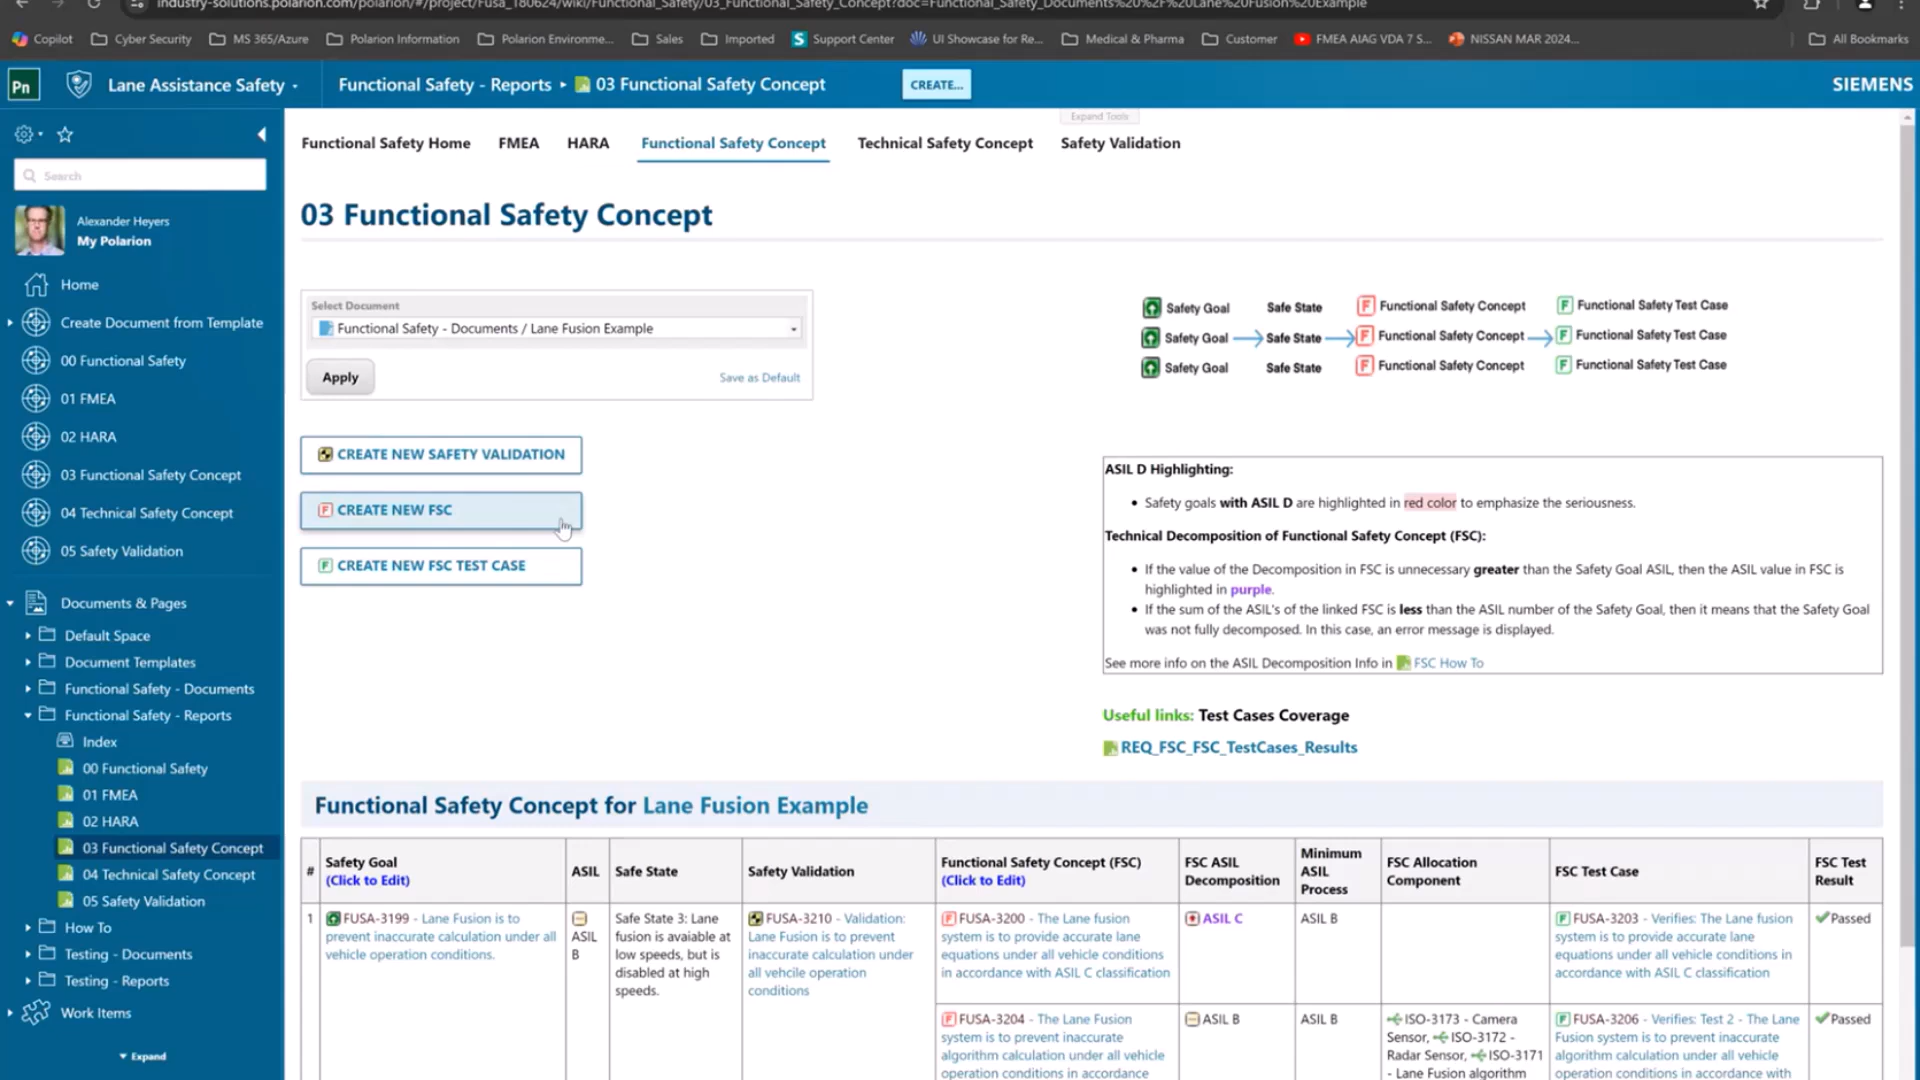 industry-solutions.polarion.com/polarion/#/project/Fusa_180624/wiki/Functional_Safety/03_Functional_Safety_Concept?doc=Functional_Safety_Documents%20%2F%20Lane%20Fusion%20Example
Copilot Cyber Security MS 365/Azure Polarion Information Polarion Environme... Sales Imported Support Center UI Showcase for Re... Medical & Pharma Customer FMEA AIAG VDA 7 S... NISSAN MAR 2024... All Bookmarks
Pn Lane Assistance Safety Functional Safety - Reports 03 Functional Safety Concept CREATE... SIEMENS
Expand Tools
Functional Safety Home FMEA HARA Functional Safety Concept Technical Safety Concept Safety Validation
Search
Alexander Heyers
My Polarion
Home
Create Document from Template
00 Functional Safety
01 FMEA
02 HARA
03 Functional Safety Concept
04 Technical Safety Concept
05 Safety Validation
Documents & Pages
Default Space
Document Templates
Functional Safety - Documents
Functional Safety - Reports
Index
00 Functional Safety
01 FMEA
02 HARA
03 Functional Safety Concept
04 Technical Safety Concept
05 Safety Validation
How To
Testing - Documents
Testing - Reports
Work Items
Expand
03 Functional Safety Concept
Select Document
Functional Safety - Documents / Lane Fusion Example
Apply Save as Default
Safety Goal Safe State F Functional Safety Concept F Functional Safety Test Case
Safety Goal Safe State F Functional Safety Concept F Functional Safety Test Case
Safety Goal Safe State F Functional Safety Concept F Functional Safety Test Case
CREATE NEW SAFETY VALIDATION
F CREATE NEW FSC
F CREATE NEW FSC TEST CASE
ASIL D Highlighting:
• Safety goals with ASIL D are highlighted in red color to emphasize the seriousness.
Technical Decomposition of Functional Safety Concept (FSC):
• If the value of the Decomposition in FSC is unnecessary greater than the Safety Goal ASIL, then the ASIL value in FSC is
highlighted in purple.
• If the sum of the ASIL's of the linked FSC is less than the ASIL number of the Safety Goal, then it means that the Safety Goal
was not fully decomposed. In this case, an error message is displayed.
See more info on the ASIL Decomposition Info in FSC How To
Useful links: Test Cases Coverage
REQ_FSC_FSC_TestCases_Results
Functional Safety Concept for Lane Fusion Example
#
Safety Goal
(Click to Edit)
ASIL
Safe State
Safety Validation
Functional Safety Concept (FSC)
(Click to Edit)
FSC ASIL
Decomposition
Minimum
ASIL
Process
FSC Allocation
Component
FSC Test Case
FSC Test
Result
1
FUSA-3199 - Lane Fusion is to
prevent inaccurate calculation under all
vehicle operation conditions.
ASIL
B
Safe State 3: Lane
fusion is avaiable at
low speeds, but is
disabled at high
speeds.
FUSA-3210 - Validation:
Lane Fusion is to prevent
inaccurate calculation under
all vehcile operation
conditions
F FUSA-3200 - The Lane fusion
system is to provide accurate lane
equations under all vehicle conditions
in accordance with ASIL C classification
ASIL C
ASIL B
F FUSA-3203 - Verifies: The Lane fusion
system is to provide accurate lane
equations under all vehicle conditions in
accordance with ASIL C classification
Passed
F FUSA-3204 - The Lane Fusion
system is to prevent inaccurate
algorithm calculation under all vehicle
operation conditions in accordance
ASIL B
ASIL B
ISO-3173 - Camera
Sensor, ISO-3172 -
Radar Sensor, ISO-3171
- Lane Fusion algorithm
F FUSA-3206 - Verifies: Test 2 - The Lane
Fusion system is to prevent inaccurate
algorithm calculation under all vehicle
operation conditions in accordance with
Passed